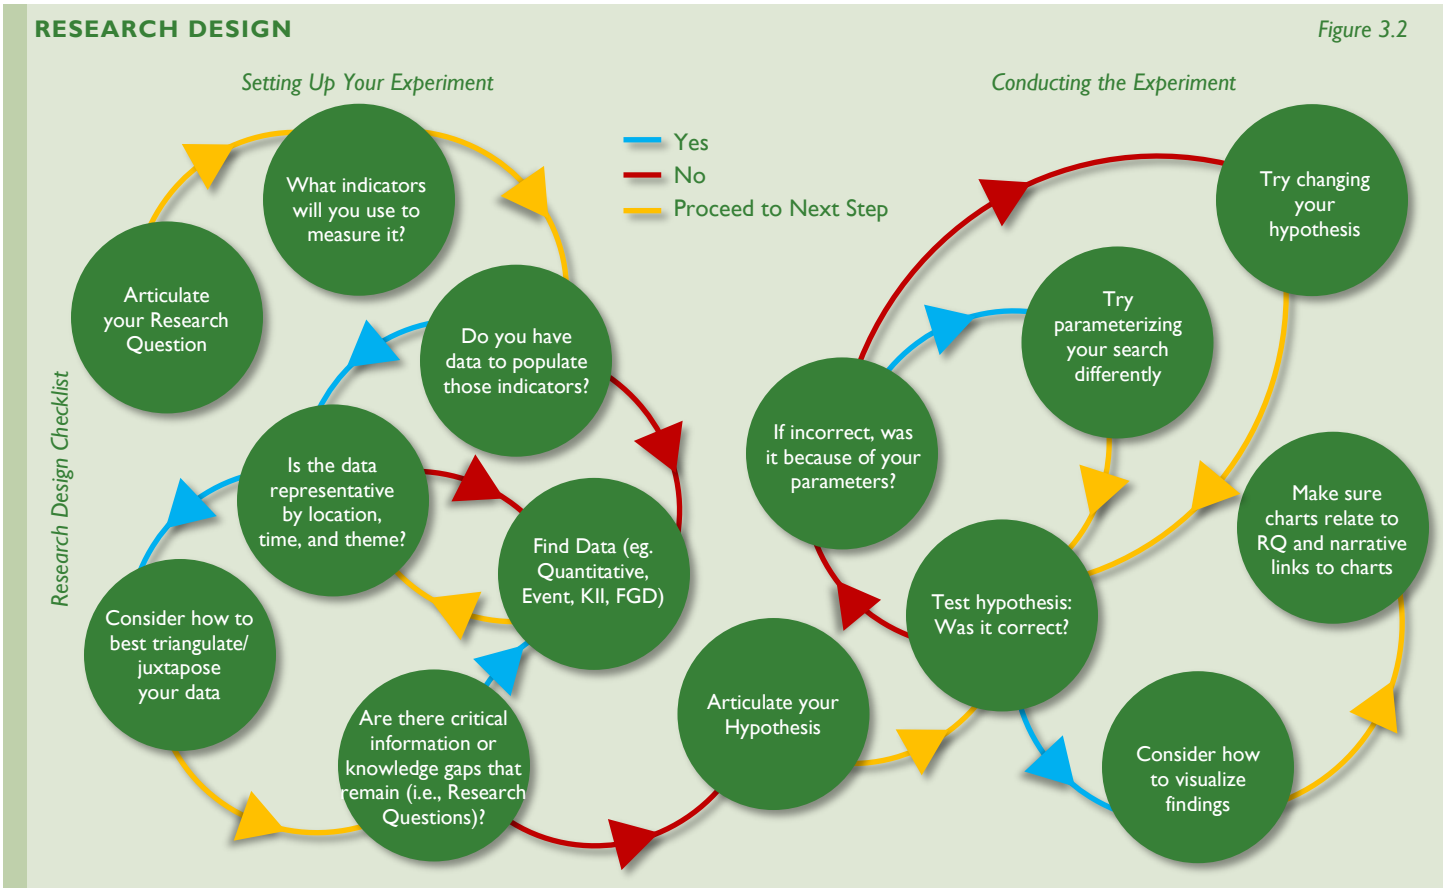 RESEARCH DESIGN
Figure 3.2
Setting Up Your Experiment
Conducting the Experiment
Yes
No
Proceed to Next Step
Research Design Checklist
Articulate
your Research
Question
What indicators
will you use to
measure it?
Do you have
data to populate
those indicators?
Is the data
representative
by location,
time, and theme?
Find Data (eg.
Quantitative,
Event, KII, FGD)
Consider how to
best triangulate/
juxtapose
your data
Are there critical
information or
knowledge gaps that
remain (i.e., Research
Questions)?
Articulate your
Hypothesis
Test hypothesis:
Was it correct?
If incorrect, was
it because of your
parameters?
Try
parameterizing
your search
differently
Try changing
your
hypothesis
Consider how
to visualize
findings
Make sure
charts relate to
RQ and narrative
links to charts